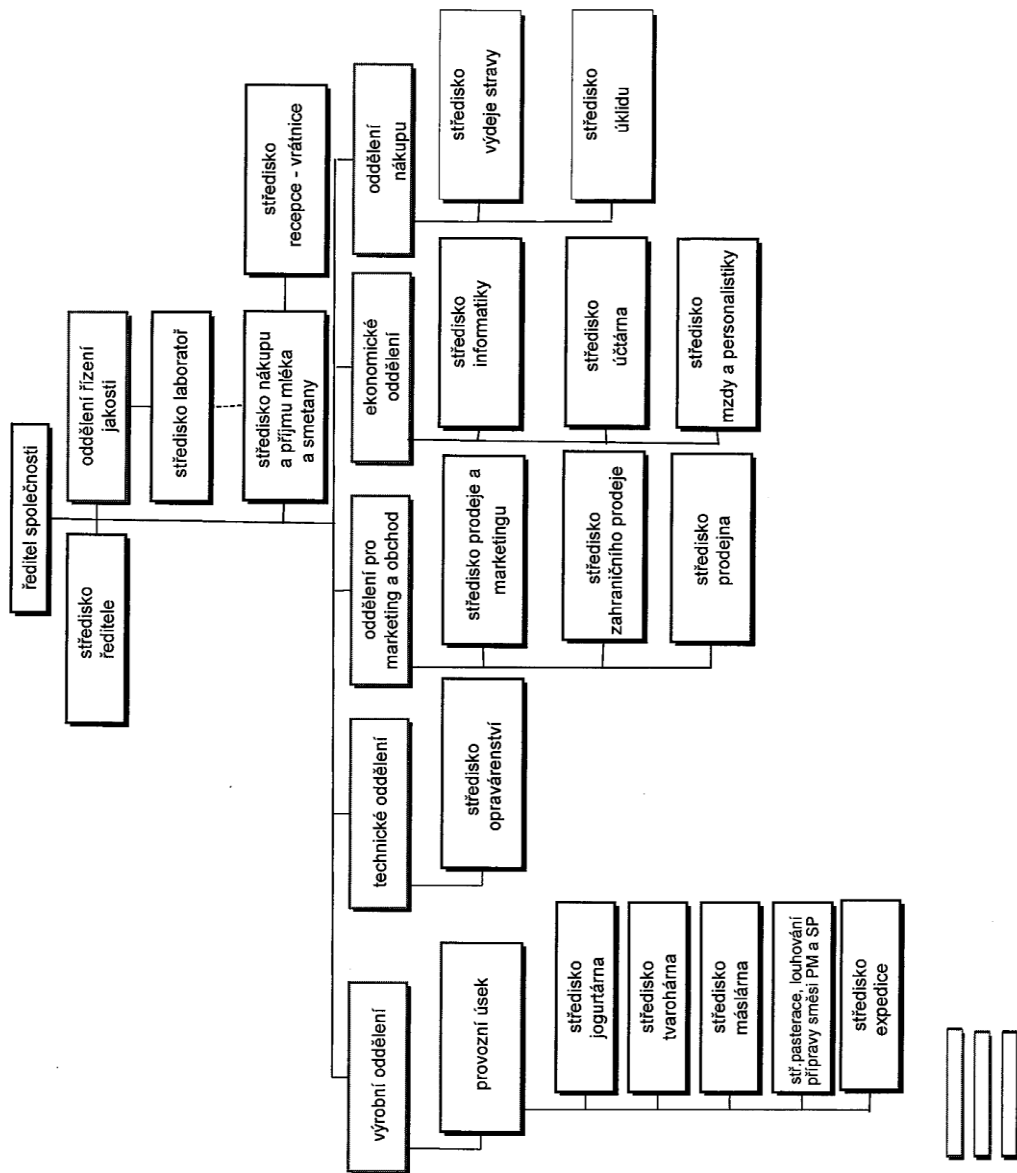 ředitel společnosti
středisko
ředitele
oddělení řízení
jakosti
středisko laboratoř
středisko nákupu
a příjmu mléka
a smetany
středisko
recepce - vrátnice
výrobní oddělení
technické oddělení
oddělení pro
marketing a obchod
ekonomické
oddělení
oddělení
nákupu
provozní úsek
středisko
opravárenství
středisko prodeje a
marketingu
středisko
informatiky
středisko
výdeje stravy
středisko
jogurtárna
středisko
zahraničního prodeje
středisko
účtárna
středisko
úklidu
středisko
tvarohárna
středisko
máslárna
středisko
prodejna
středisko
mzdy a personalistiky
stř.pasterace, louhování
přípravy směsí PM a SP
středisko
expedice